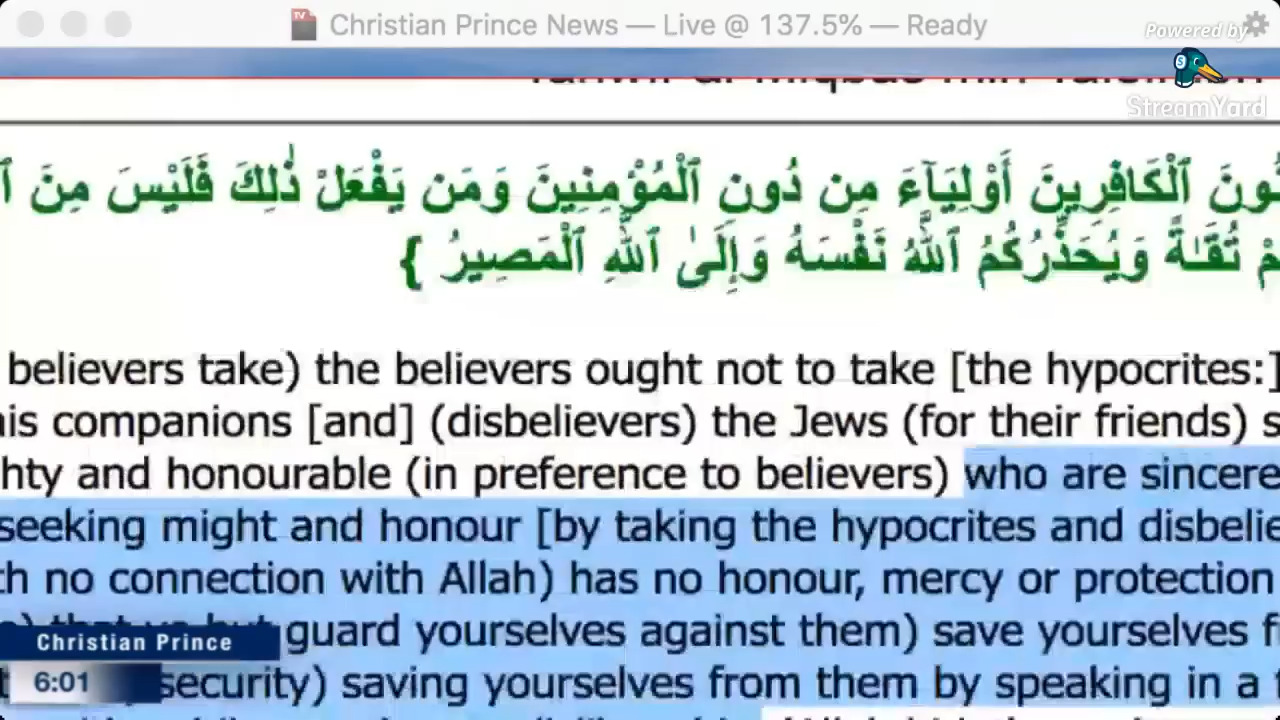 Christian Prince News — Live @ 137.5% — Ready
Powered by
StreamYard
ٱلْكَافِرِينَ أَوْلِيَآءَ مِن دُونِ ٱلْمُؤْمِنِينَ وَمَن يَفْعَلْ ذٰلِكَ فَلَيْسَ مِنَ
تُقَـٰةً وَيُحَذِّرُكُمُ ٱللَّهُ نَفْسَهُ وَإِلَىٰ ٱللَّهِ ٱلْمَصِيرُ }
believers take) the believers ought not to take [the hypocrites:]
companions [and] (disbelievers) the Jews (for their friends)
and honourable (in preference to believers) who are sincere
seeking might and honour [by taking the hypocrites and
no connection with Allah) has no honour, mercy or protection
guard yourselves against them) save yourselves
security) saving yourselves from them by speaking in a
Christian Prince
6:01